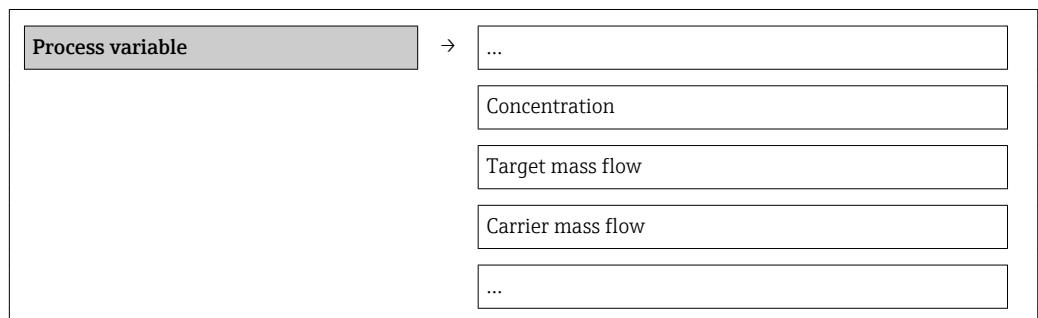 Process variable → ...
Concentration
Target mass flow
Carrier mass flow
...